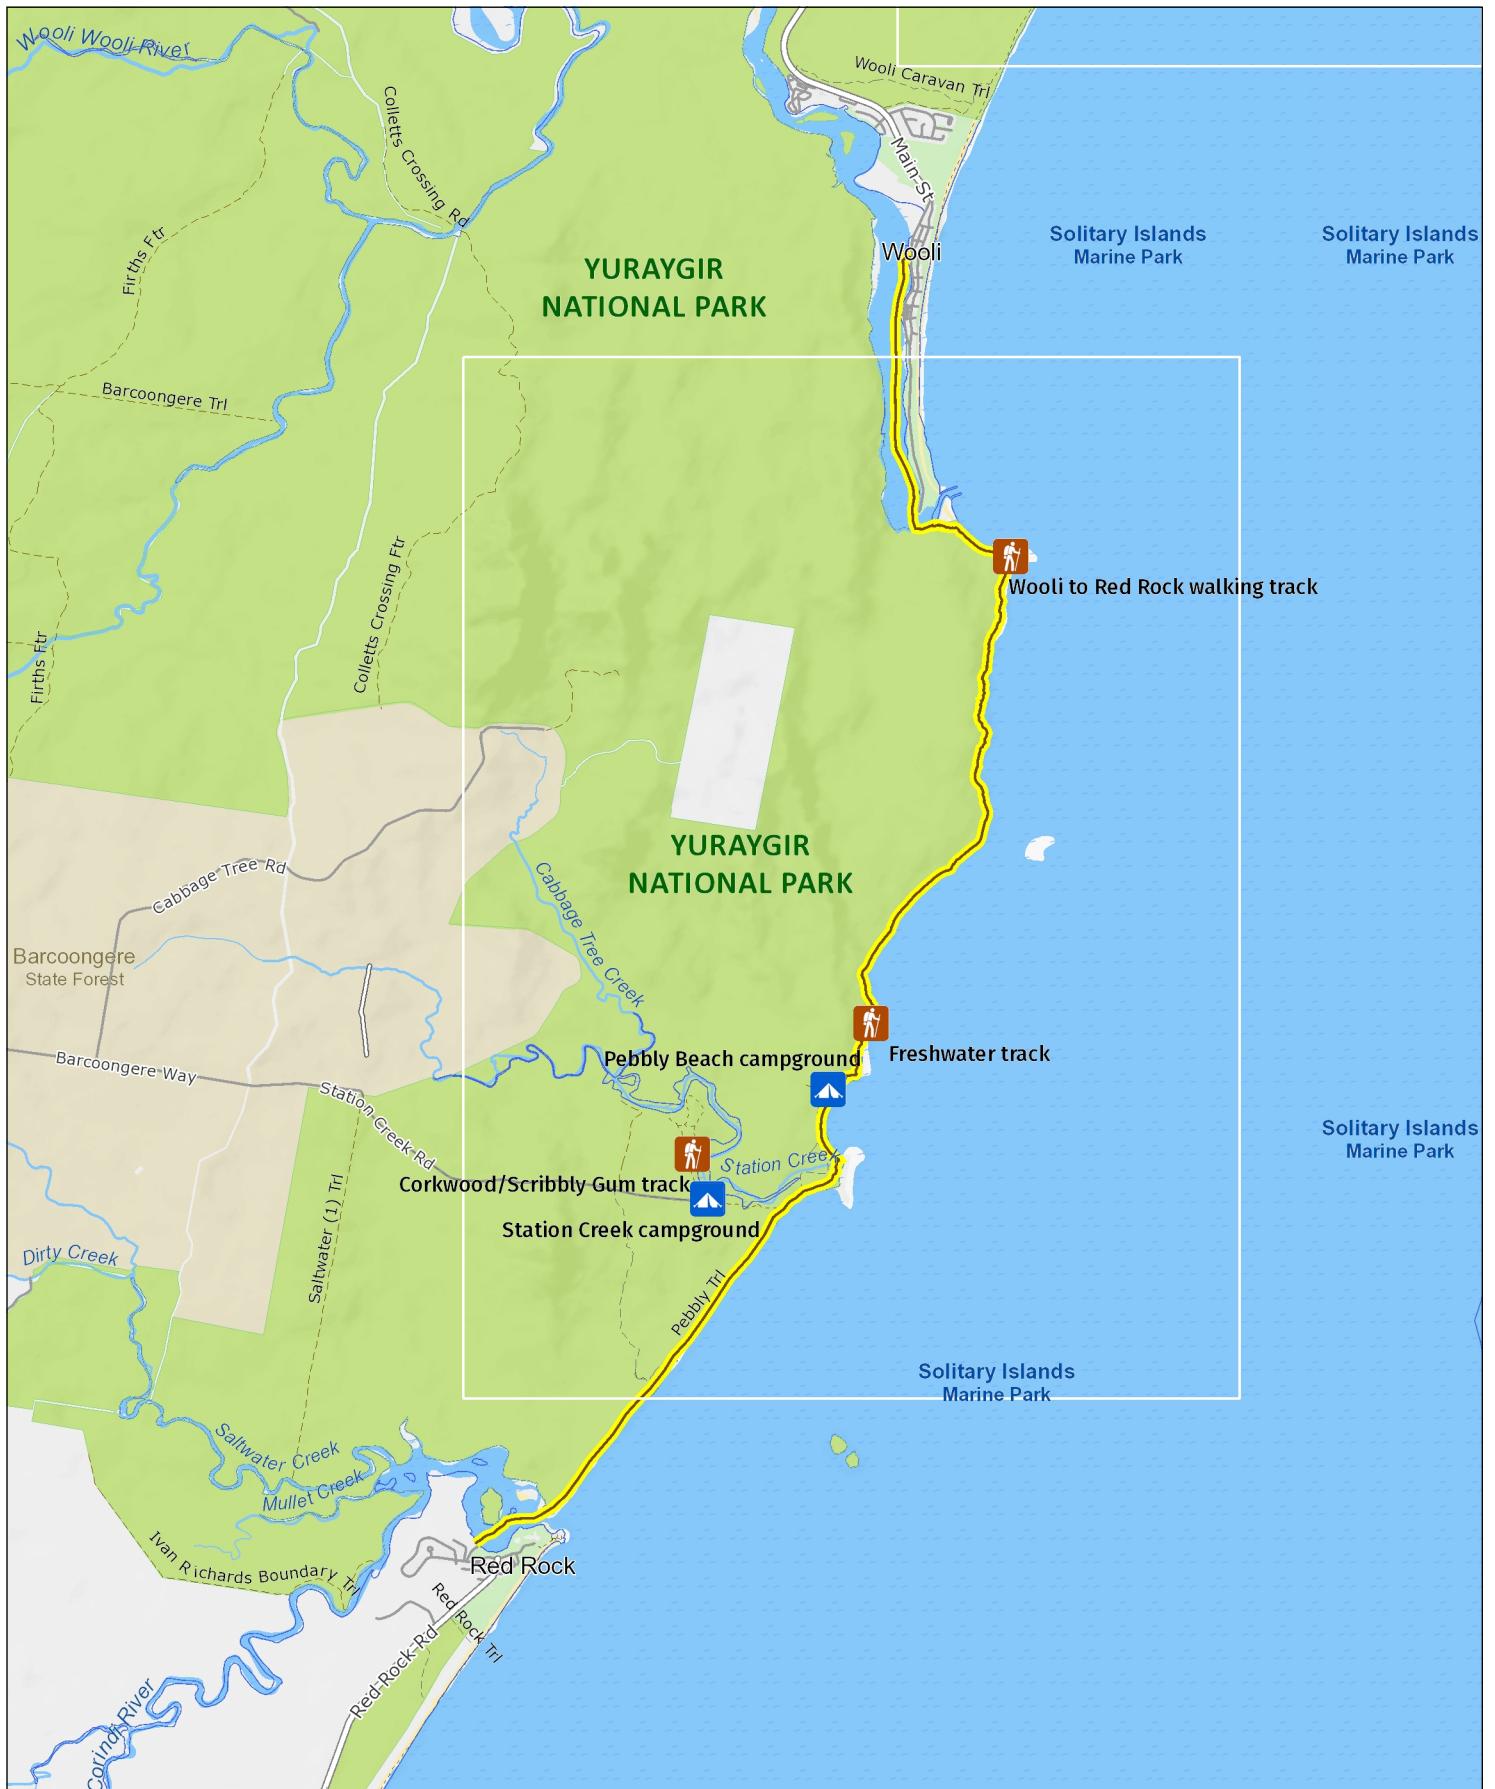 Wooli Wooli River
Wooli Caravan Trl
Colletts Crossing Rd
Main St
Firths Ftr
Wooli
Solitary Islands
Marine Park
Solitary Islands
Marine Park
YURAYGIR
NATIONAL PARK
Barcoongere Trl
Colletts Crossing Ftr
Wooli to Red Rock walking track
Firths Ftr
YURAYGIR
NATIONAL PARK
Cabbage Tree Rd
Cabbage Tree Creek
Barcoongere
State Forest
Barcoongere Way
Pebbly Beach campground
Freshwater track
Station Creek Rd
Solitary Islands
Marine Park
Station Creek
Corkwood/Scribbly Gum track
Station Creek campground
Saltwater (1) Trl
Dirty Creek
Pebbly Trl
Solitary Islands
Marine Park
Saltwater Creek
Mullet Creek
Ivan Richards Boundary Trl
Red Rock
Red Rock Trl
Red Rock Rd
Corindi River